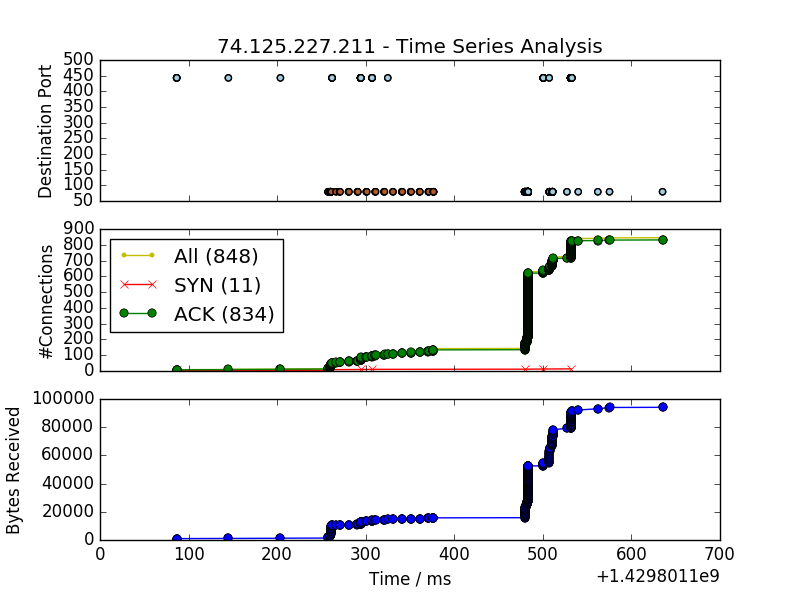 74.125.227.211 - Time Series Analysis
Destination Port
500
450
400
350
300
250
200
150
100
50
#Connections
900
800
700
600
500
400
300
200
100
0
All (848)
SYN (11)
ACK (834)
Bytes Received
100000
80000
60000
40000
20000
0
0 100 200 300 400 500 600 700
Time / ms
+1.4298011e9